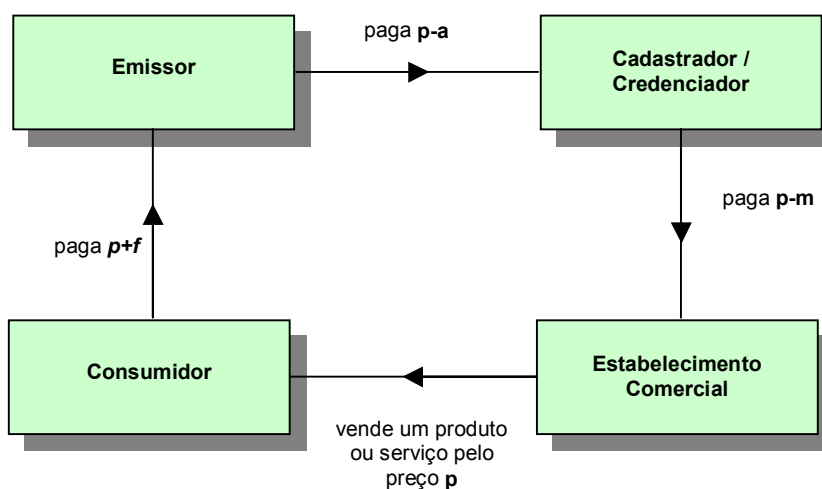 paga p-a
Emissor
Cadastrador /
Credenciador
paga p-m
paga p+f
Consumidor
Estabelecimento
Comercial
vende um produto
ou serviço pelo
preço p